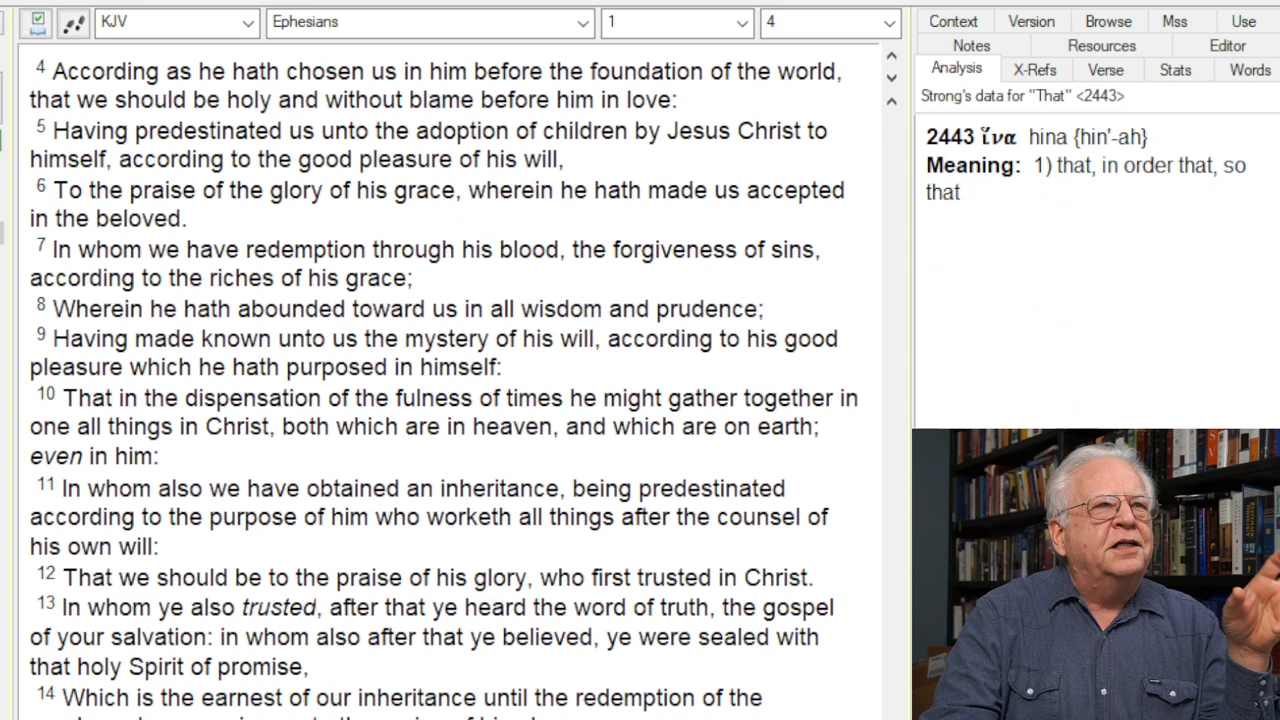 KJV
Ephesians
1
4
4 According as he hath chosen us in him before the foundation of the world,
that we should be holy and without blame before him in love:
5 Having predestinated us unto the adoption of children by Jesus Christ to
himself, according to the good pleasure of his will,
6 To the praise of the glory of his grace, wherein he hath made us accepted
in the beloved.
7 In whom we have redemption through his blood, the forgiveness of sins,
according to the riches of his grace;
8 Wherein he hath abounded toward us in all wisdom and prudence;
9 Having made known unto us the mystery of his will, according to his good
pleasure which he hath purposed in himself:
10 That in the dispensation of the fulness of times he might gather together in
one all things in Christ, both which are in heaven, and which are on earth;
even in him:
11 In whom also we have obtained an inheritance, being predestinated
according to the purpose of him who worketh all things after the counsel of
his own will:
12 That we should be to the praise of his glory, who first trusted in Christ.
13 In whom ye also trusted, after that ye heard the word of truth, the gospel
of your salvation: in whom also after that ye believed, ye were sealed with
that holy Spirit of promise,
14 Which is the earnest of our inheritance until the redemption of the
Context Version Browse Mss Use
Notes Resources Editor
Analysis X-Refs Verse Stats Words
Strong's data for "That" <2443>
2443 ἵνα hina {hin'-ah}
Meaning: 1) that, in order that, so
that